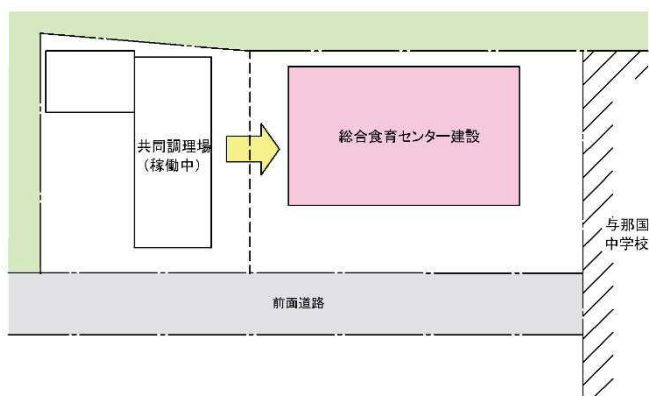 共同調理場
(稼働中)
総合食育センター建設
与那国
中学校
前面道路